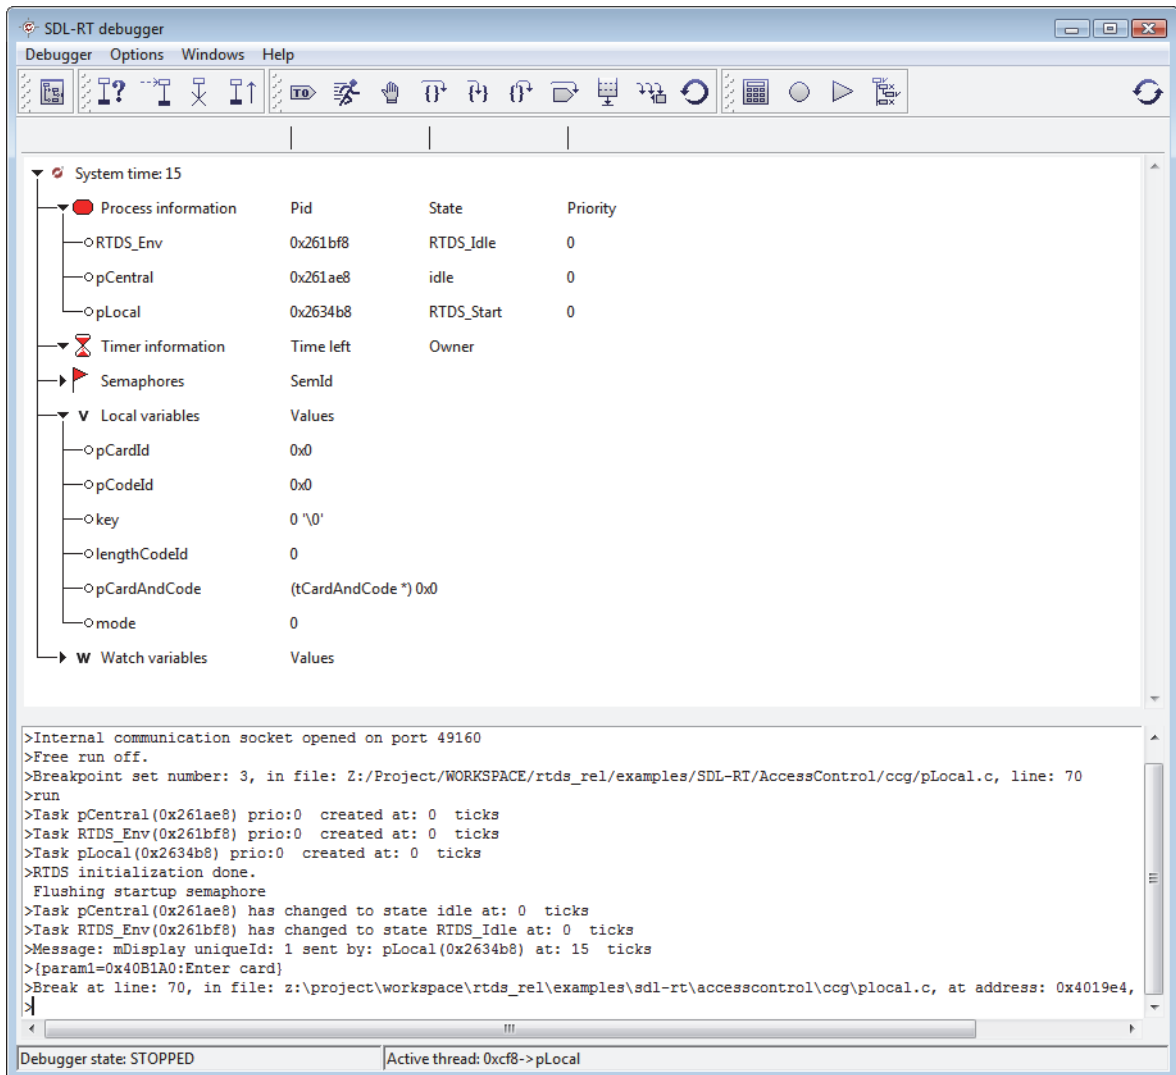 SDL-RT debugger
Debugger Options Windows Help
I? I I I↑ TO
System time: 15
Process information Pid State Priority
RTDS_Env 0x261bf8 RTDS_Idle 0
pCentral 0x261ae8 idle 0
pLocal 0x2634b8 RTDS_Start 0
Timer information Time left Owner
Semaphores SemId
V Local variables Values
pCardId 0x0
pCodeId 0x0
key 0 '\0'
lengthCodeId 0
pCardAndCode (tCardAndCode *) 0x0
mode 0
W Watch variables Values
>Internal communication socket opened on port 49160
>Free run off.
>Breakpoint set number: 3, in file: Z:/Project/WORKSPACE/rtds_rel/examples/SDL-RT/AccessControl/ccg/pLocal.c, line: 70
>run
>Task pCentral(0x261ae8) prio:0 created at: 0 ticks
>Task RTDS_Env(0x261bf8) prio:0 created at: 0 ticks
>Task pLocal(0x2634b8) prio:0 created at: 0 ticks
>RTDS initialization done.
Flushing startup semaphore
>Task pCentral(0x261ae8) has changed to state idle at: 0 ticks
>Task RTDS_Env(0x261bf8) has changed to state RTDS_Idle at: 0 ticks
>Message: mDisplay uniqueId: 1 sent by: pLocal(0x2634b8) at: 15 ticks
>{param1=0x40B1A0:Enter card}
>Break at line: 70, in file: z:\project\workspace\rtds_rel\examples\sdl-rt\accesscontrol\ccg\plocal.c, at address: 0x4019e4,
>
Debugger state: STOPPED Active thread: 0xcf8->pLocal